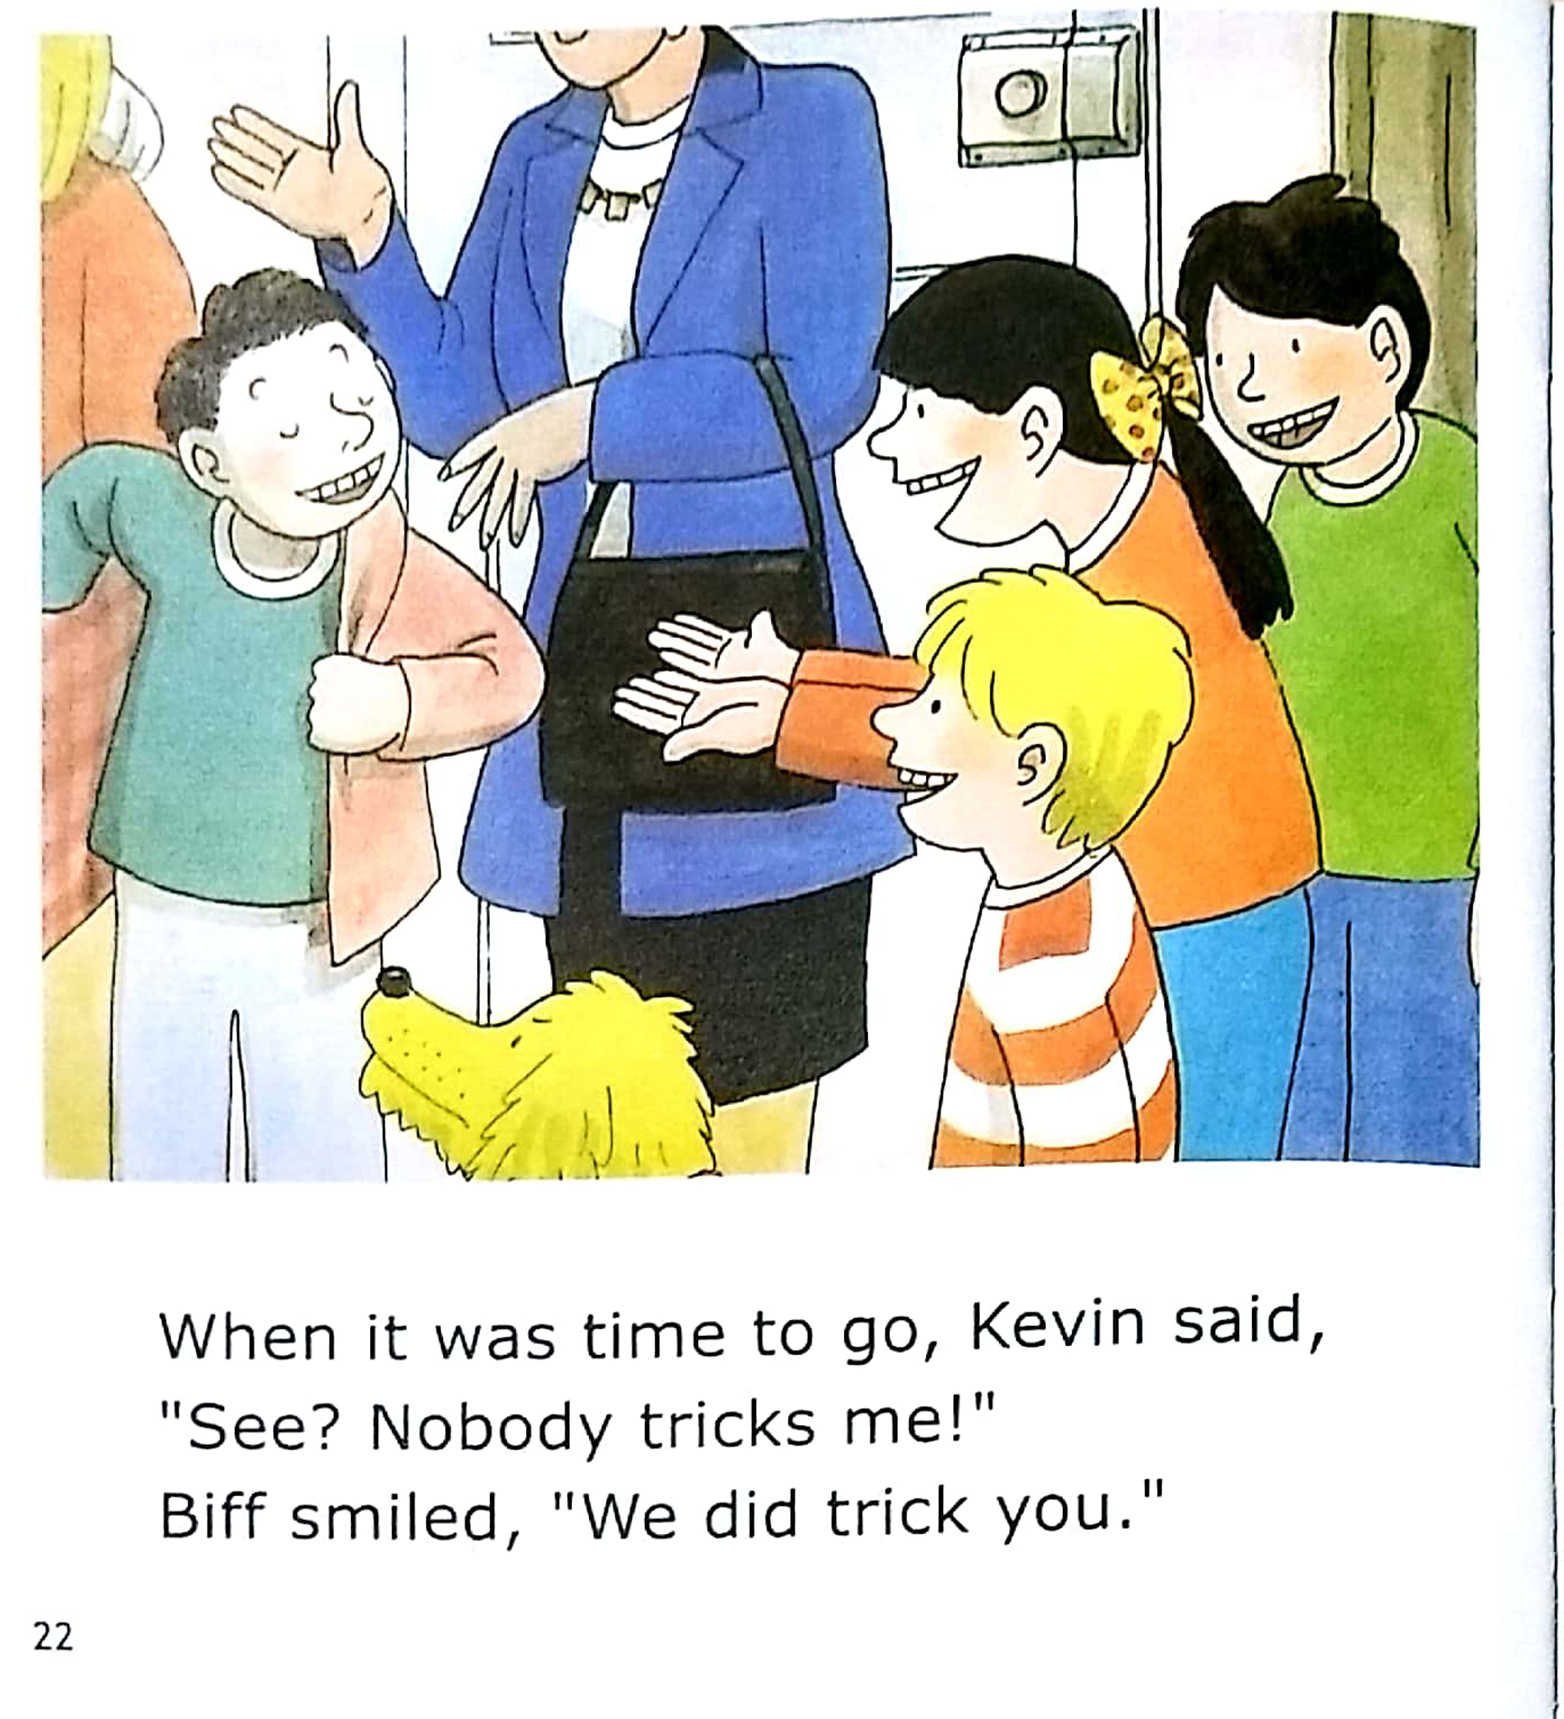 When it was time to go, Kevin said,
"See? Nobody tricks me!"
Biff smiled, "We did trick you."
22